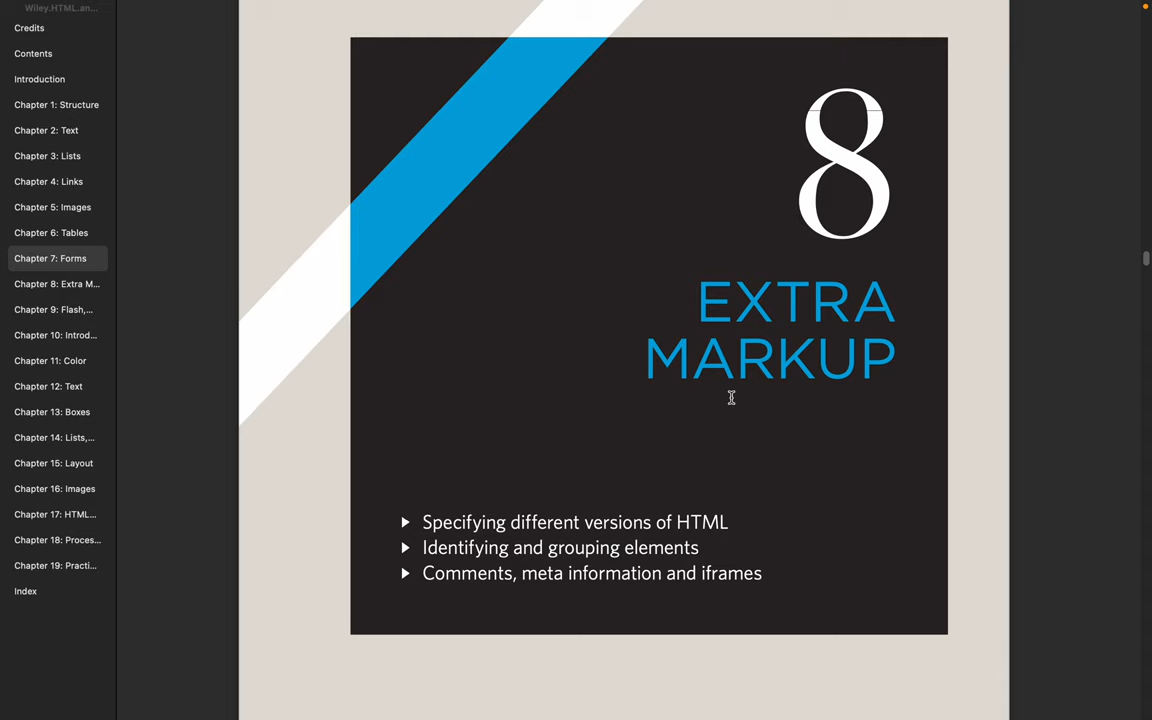 Wiley.HTML.an...
Credits
Contents
Introduction
Chapter 1: Structure
Chapter 2: Text
Chapter 3: Lists
Chapter 4: Links
Chapter 5: Images
Chapter 6: Tables
Chapter 7: Forms
Chapter 8: Extra M...
Chapter 9: Flash,...
Chapter 10: Introd...
Chapter 11: Color
Chapter 12: Text
Chapter 13: Boxes
Chapter 14: Lists,...
Chapter 15: Layout
Chapter 16: Images
Chapter 17: HTML...
Chapter 18: Proces...
Chapter 19: Practi...
Index
8
EXTRA
MARKUP
Specifying different versions of HTML
Identifying and grouping elements
Comments, meta information and iframes